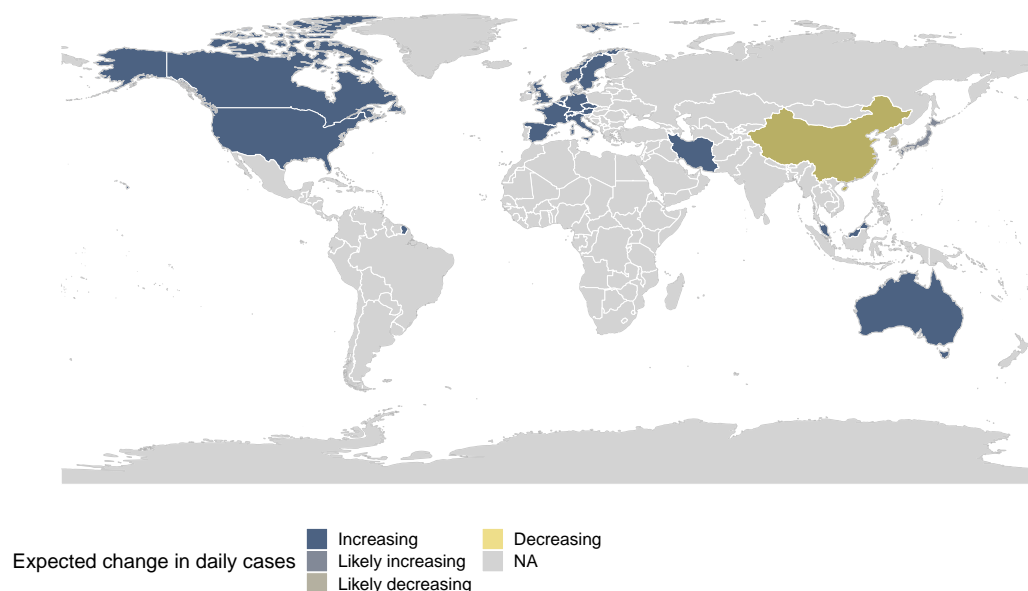 Expected change in daily cases
Increasing
Likely increasing
Likely decreasing
Decreasing
NA